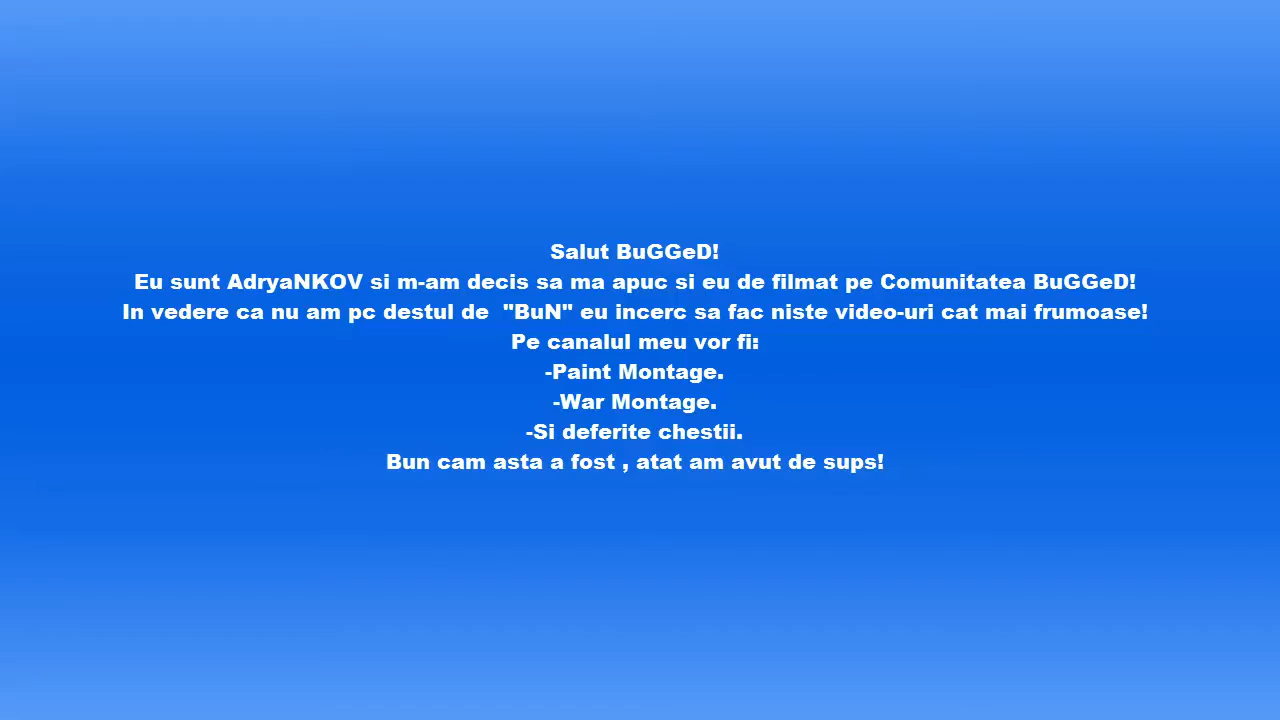 Salut BuGGeD!
Eu sunt AdryaNKOV si m-am decis sa ma apuc si eu de filmat pe Comunitatea BuGGeD!
In vedere ca nu am pc destul de  "BuN" eu incerc sa fac niste video-uri cat mai frumoase!
Pe canalul meu vor fi:
-Paint Montage.
-War Montage.
-Si deferite chestii.
Bun cam asta a fost , atat am avut de sups!